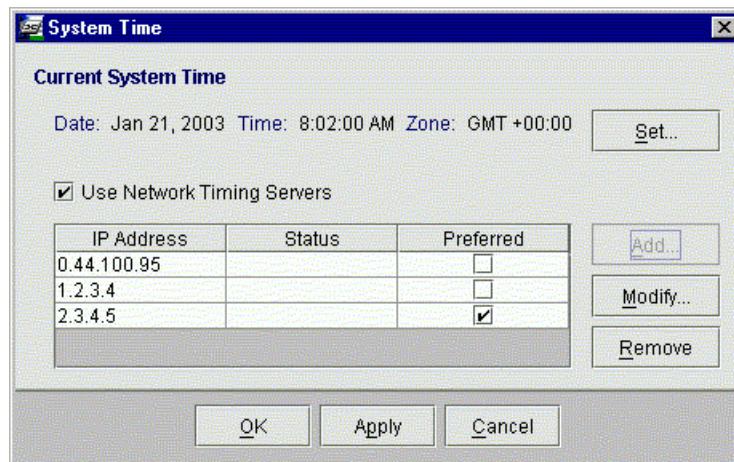 System Time
Current System Time
Date: Jan 21, 2003 Time: 8:02:00 AM Zone: GMT +00:00
Set...
Use Network Timing Servers
IP Address Status Preferred
Add...
0.44.100.95
1.2.3.4
Modify...
2.3.4.5
Remove
OK Apply Cancel